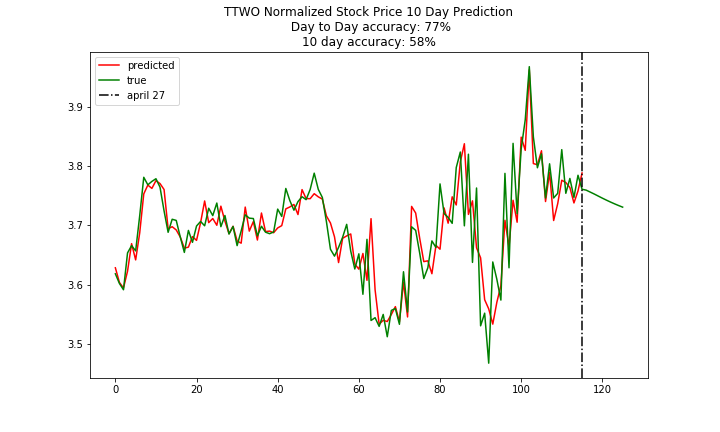 TTWO Normalized Stock Price 10 Day Prediction
Day to Day accuracy: 77%
10 day accuracy: 58%
predicted
true
april 27
3.9
3.8
3.7
3.6
3.5
0 20 40 60 80 100 120